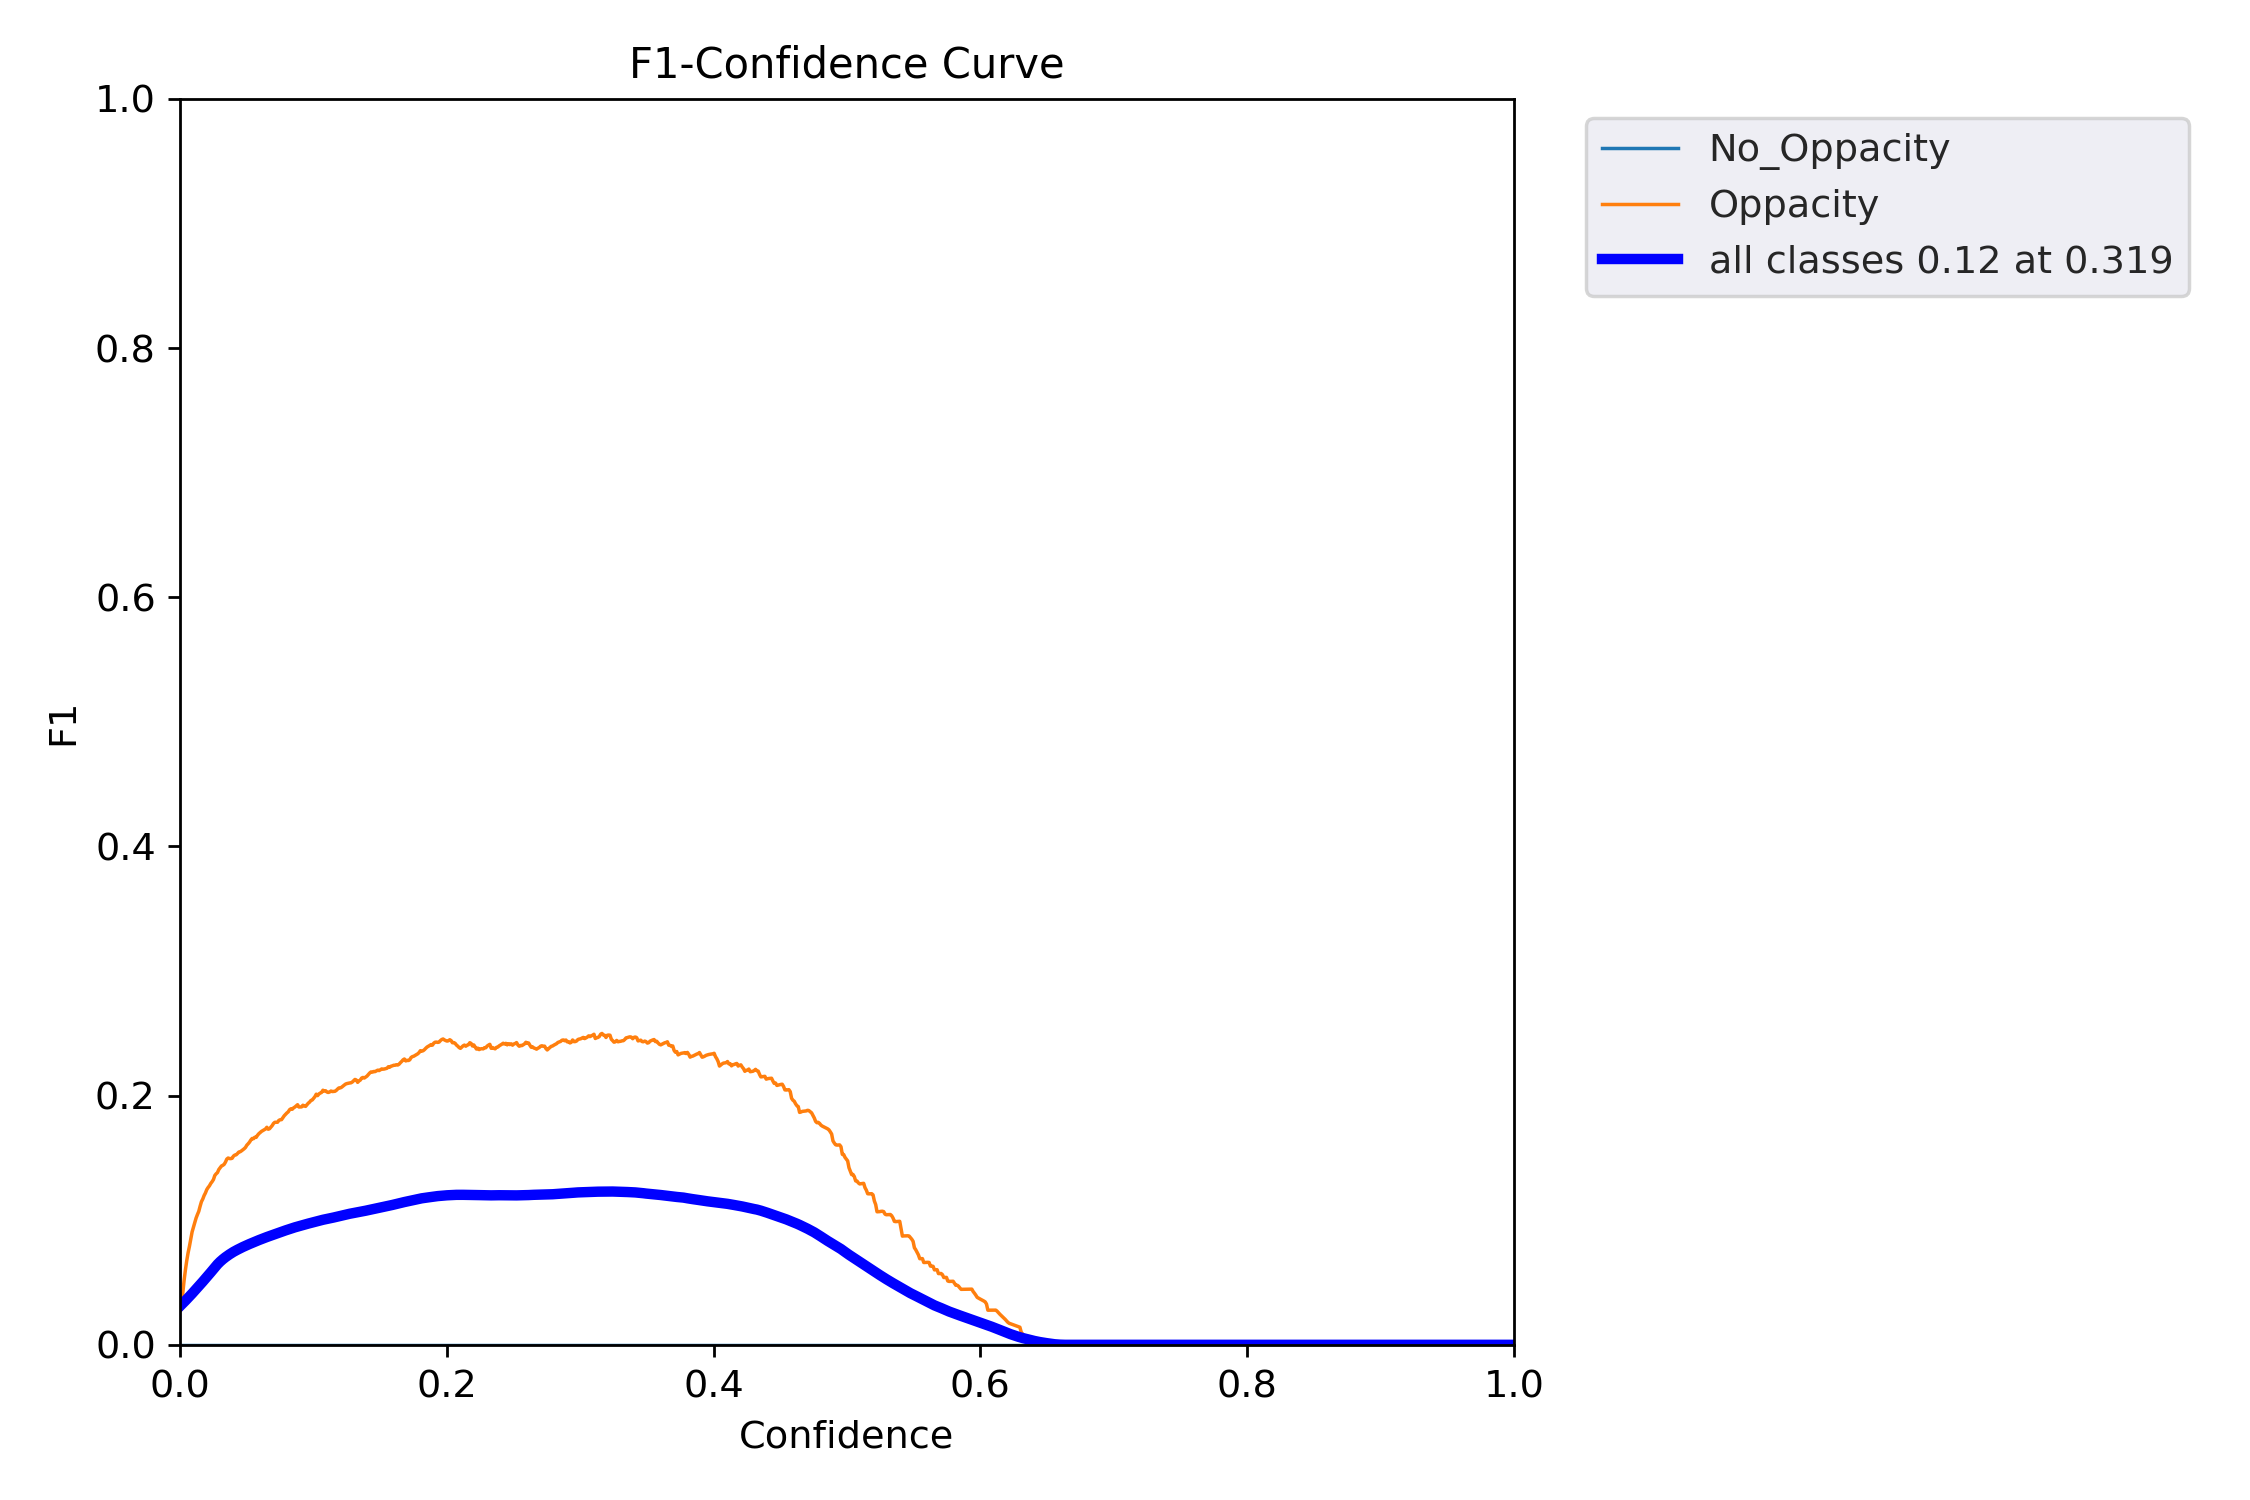 F1-Confidence Curve
1.0
0.8
0.6
0.4
0.2
0.0
F1
0.0 0.2 0.4 0.6 0.8 1.0
Confidence
No_Oppacity
Oppacity
all classes 0.12 at 0.319